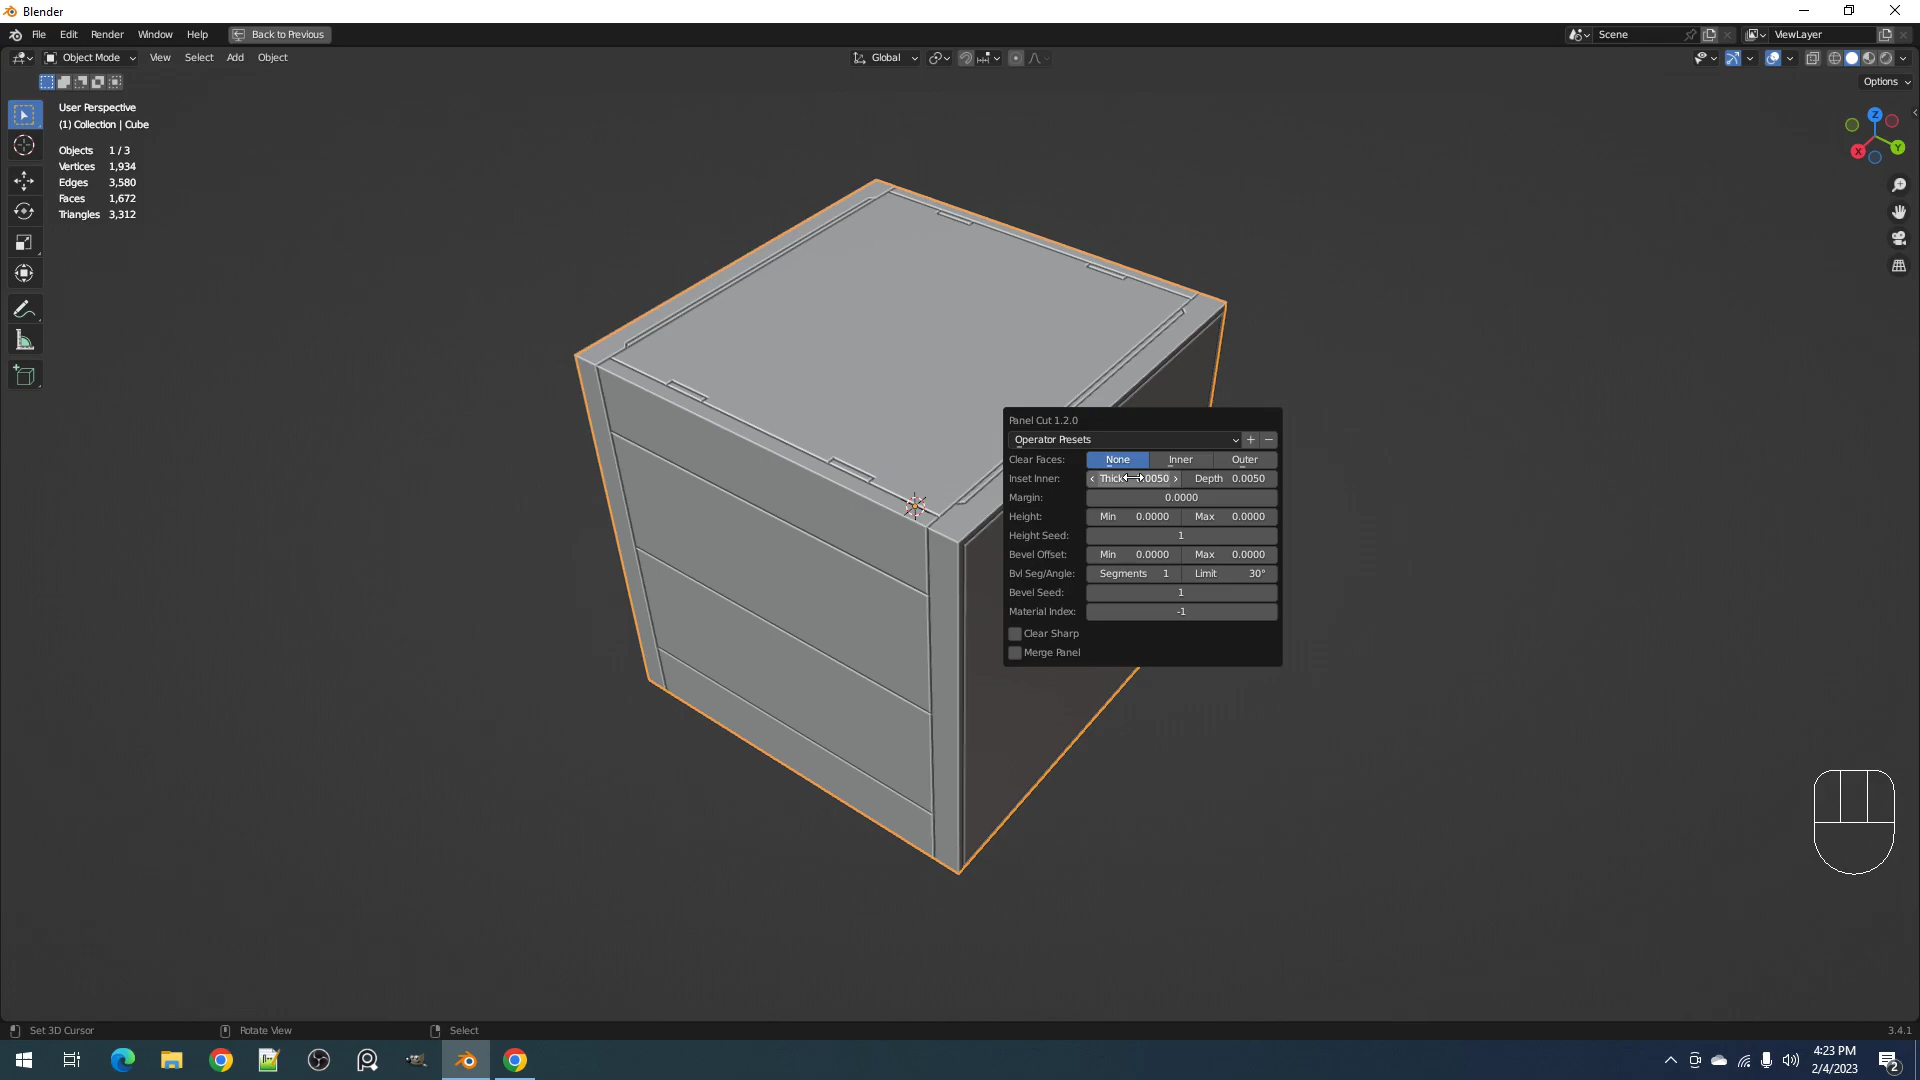 Blender
File Edit Render Window Help Back to Previous Scene ViewLayer
Object Mode View Select Add Object Global
Options
User Perspective
(1) Collection | Cube
Objects 1 / 3
Vertices 1,934
Edges 3,580
Faces 1,672
Triangles 3,312
Z
Y
X
Panel Cut 1.2.0
Operator Presets
Clear Faces: None Inner Outer
Inset Inner: Depth 0.0050
Margin: 0.0000
Height: Min 0.0000 Max 0.0000
Height Seed: 1
Bevel Offset: Min 0.0000 Max 0.0000
Bvl Seg/Angle: Segments 1 Limit 30°
Bevel Seed: 1
Material Index: -1
Clear Sharp
Merge Panel
Set 3D Cursor Rotate View Select 3.4.1
4:23 PM
2/4/2023
2